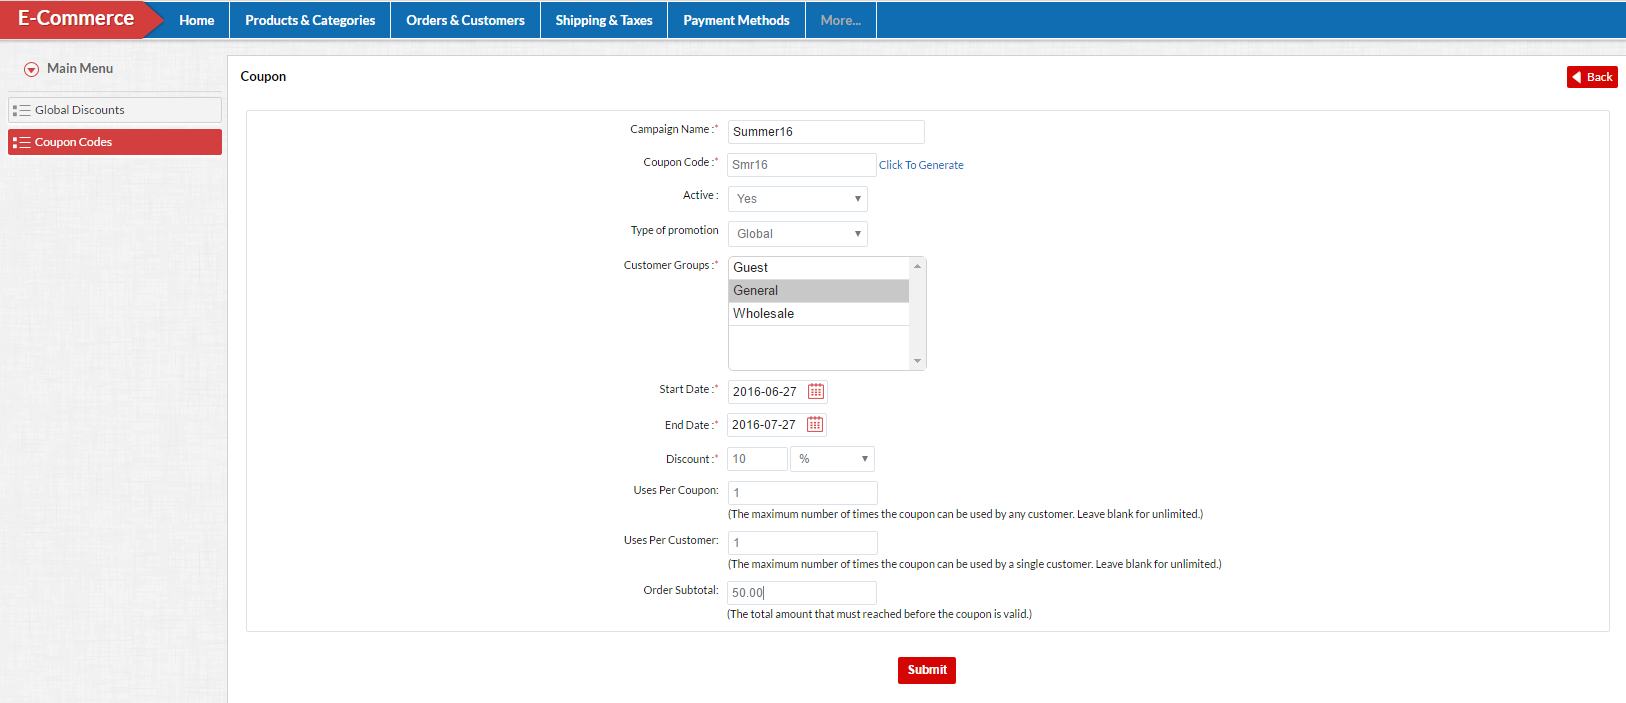 E-Commerce Home Products & Categories Orders & Customers Shipping & Taxes Payment Methods More...
Main Menu
Global Discounts
Coupon Codes
Coupon
Back
Campaign Name :* Summer16
Coupon Code :* Smr16 Click To Generate
Active : Yes
Type of promotion Global
Customer Groups :* Guest
General
Wholesale
Start Date :* 2016-06-27
End Date :* 2016-07-27
Discount :* 10 %
Uses Per Coupon: 1
(The maximum number of times the coupon can be used by any customer. Leave blank for unlimited.)
Uses Per Customer: 1
(The maximum number of times the coupon can be used by a single customer. Leave blank for unlimited.)
Order Subtotal: 50.00
(The total amount that must reached before the coupon is valid.)
Submit